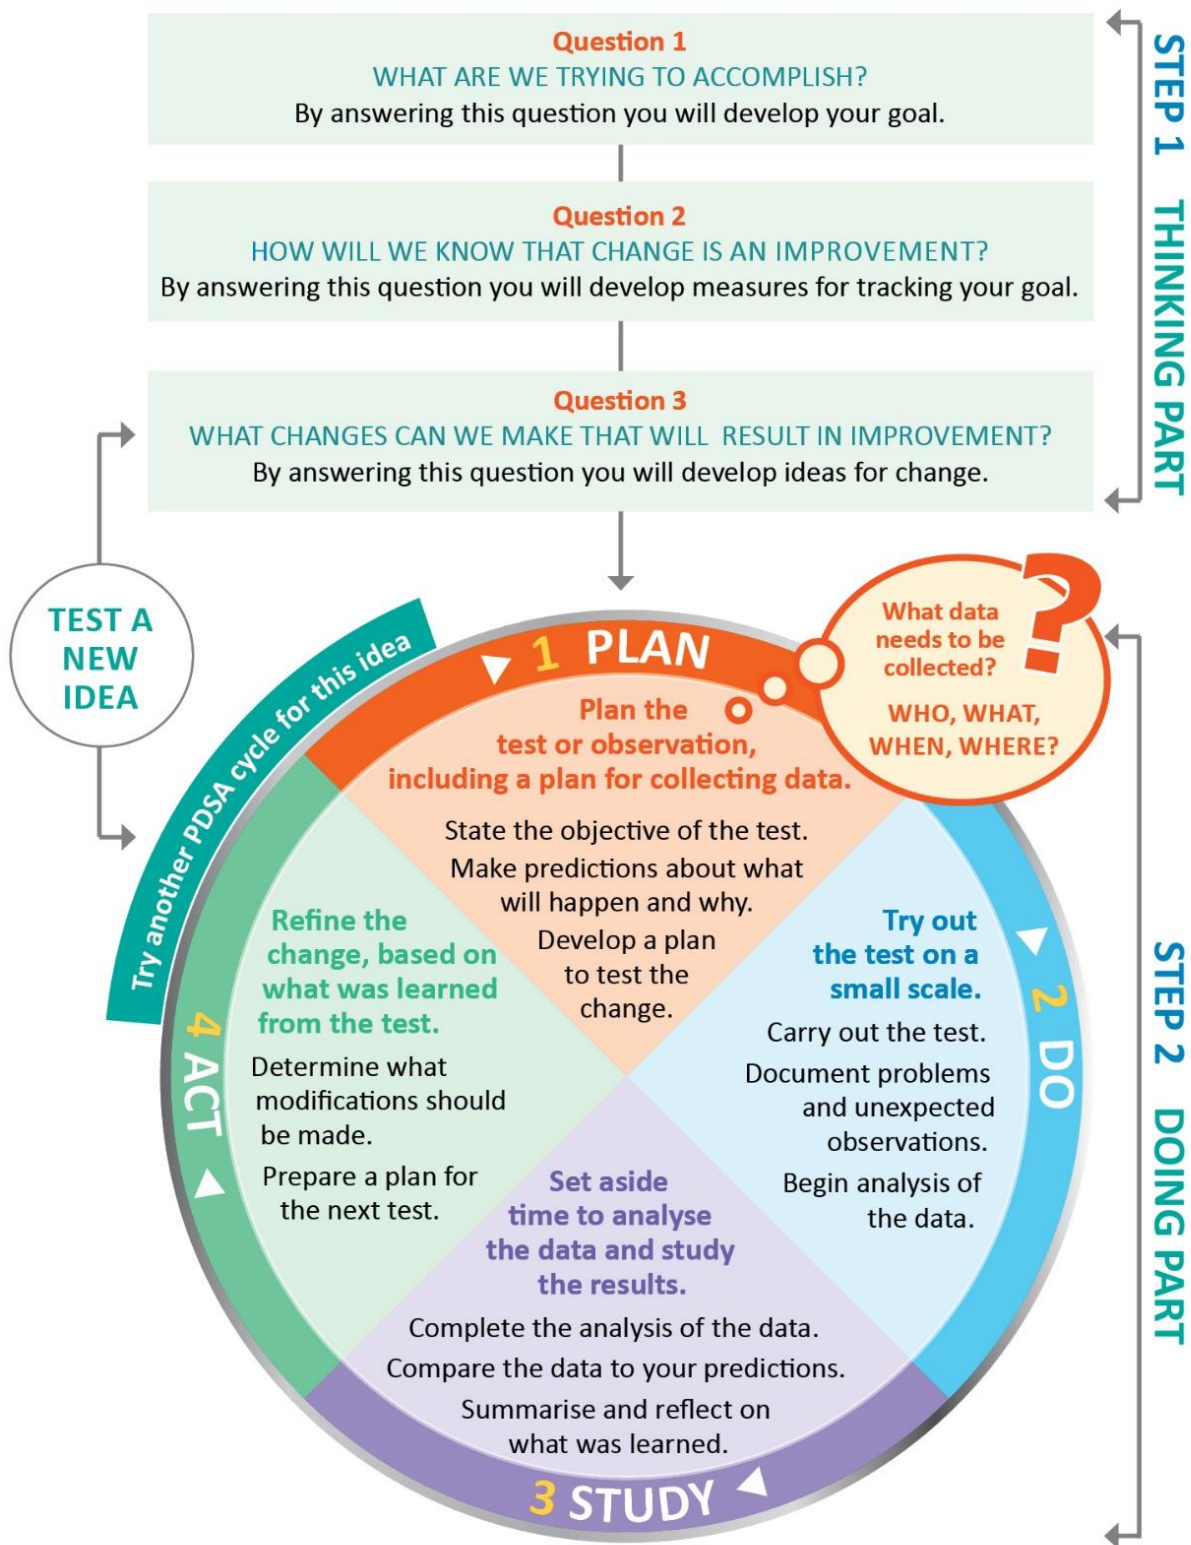 Question 1
WHAT ARE WE TRYING TO ACCOMPLISH?
By answering this question you will develop your goal.
Question 2
HOW WILL WE KNOW THAT CHANGE IS AN IMPROVEMENT?
By answering this question you will develop measures for tracking your goal.
Question 3
WHAT CHANGES CAN WE MAKE THAT WILL RESULT IN IMPROVEMENT?
By answering this question you will develop ideas for change.
STEP 1 THINKING PART
TEST A
NEW
IDEA
Try another PDSA cycle for this idea
What data
needs to be
collected?
WHO, WHAT,
WHEN, WHERE?
?
1 PLAN
Plan the
test or observation,
including a plan for collecting data.
State the objective of the test.
Make predictions about what
will happen and why.
Develop a plan
to test the
change.
2 DO
Try out
the test on a
small scale.
Carry out the test.
Document problems
and unexpected
observations.
Begin analysis of
the data.
3 STUDY
Set aside
time to analyse
the data and study
the results.
Complete the analysis of the data.
Compare the data to your predictions.
Summarise and reflect on
what was learned.
4 ACT
Refine the
change, based on
what was learned
from the test.
Determine what
modifications should
be made.
Prepare a plan for
the next test.
STEP 2 DOING PART